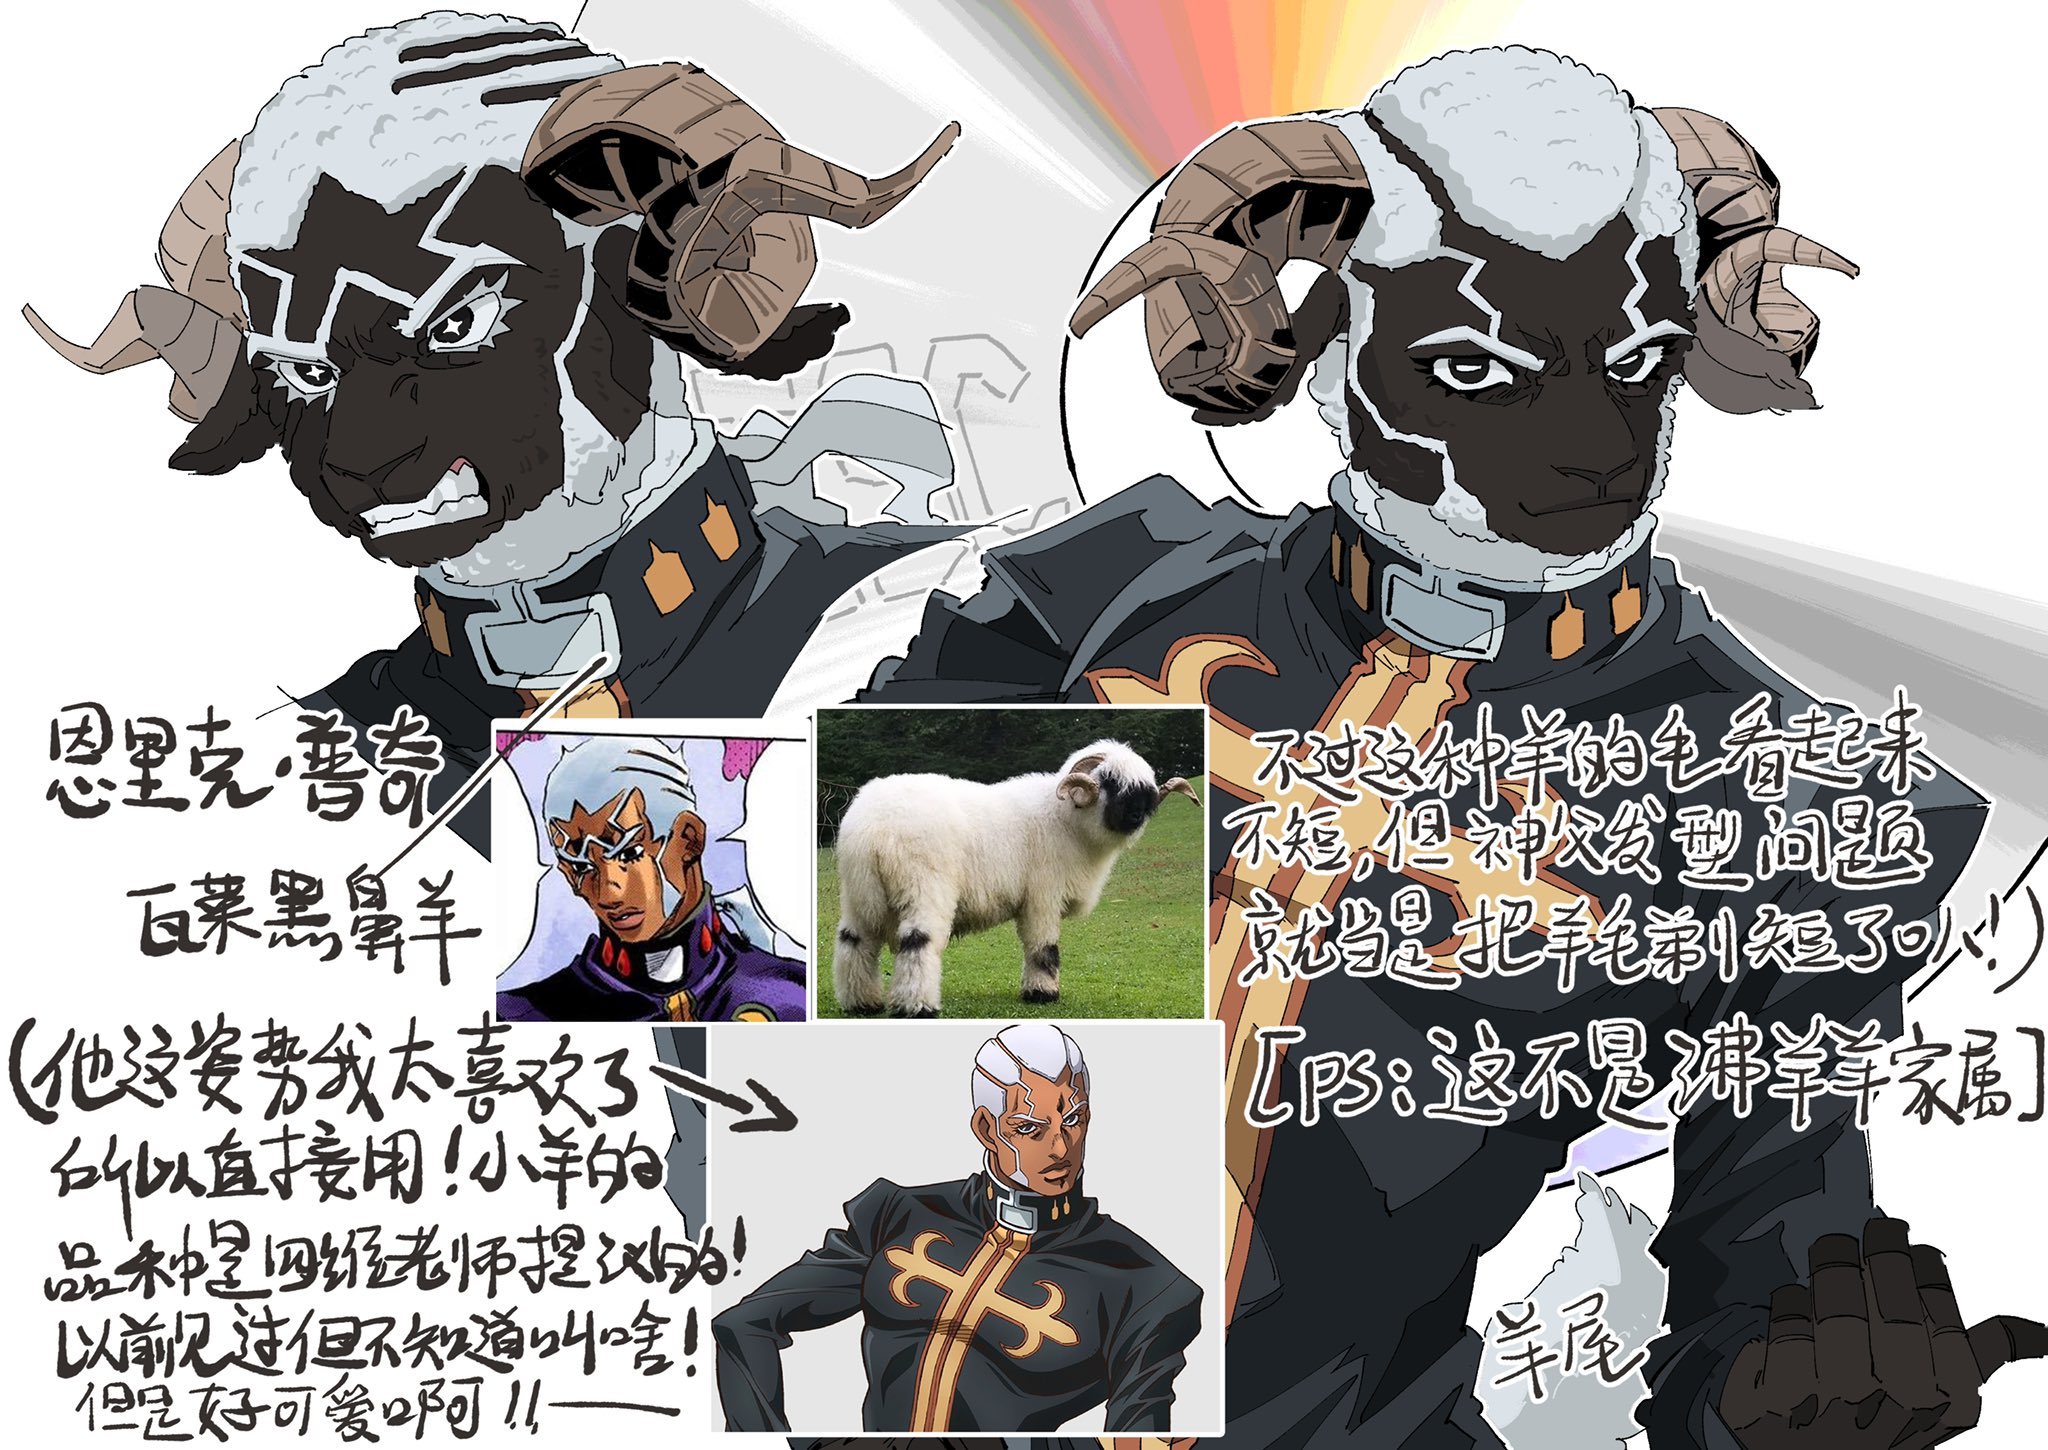 恩里克·普奇
瓦莱黑鼻羊
(他这姿势我太喜欢了
所以直接用!小羊的
品种是四维老师提议的!
以前见过但不知道叫啥!
但是好可爱啊!!
不过这种羊的毛看起来
不短,但神父发型问题
就当是把羊毛剃短了吧!)
[PS:这不是沸羊羊家属]
羊尾